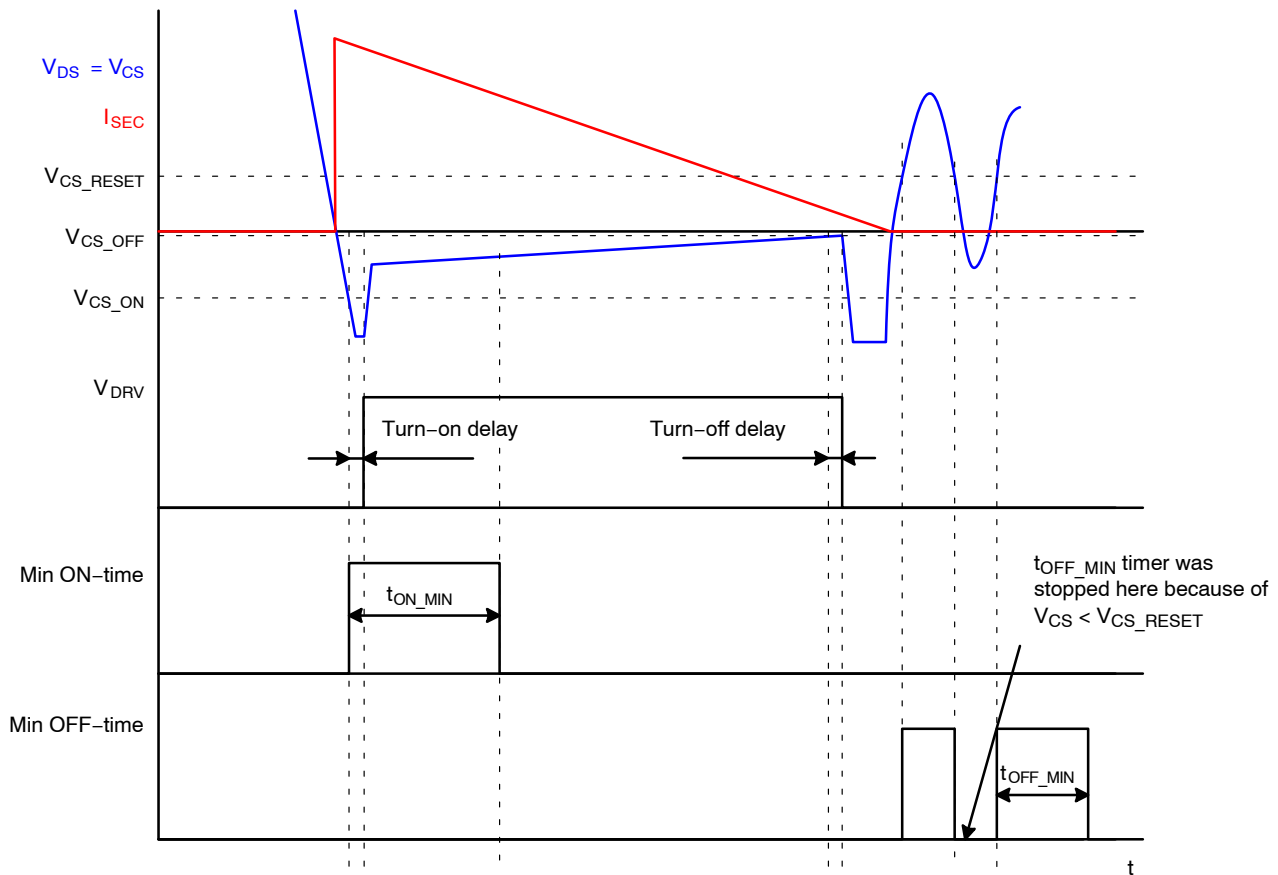 V_DS = V_CS
I_SEC
V_CS_RESET
V_CS_OFF
V_CS_ON
V_DRV
Turn−on delay
Turn−off delay
Min ON−time
t_ON_MIN
t_OFF_MIN timer was
stopped here because of
V_CS < V_CS_RESET
Min OFF−time
t_OFF_MIN
t